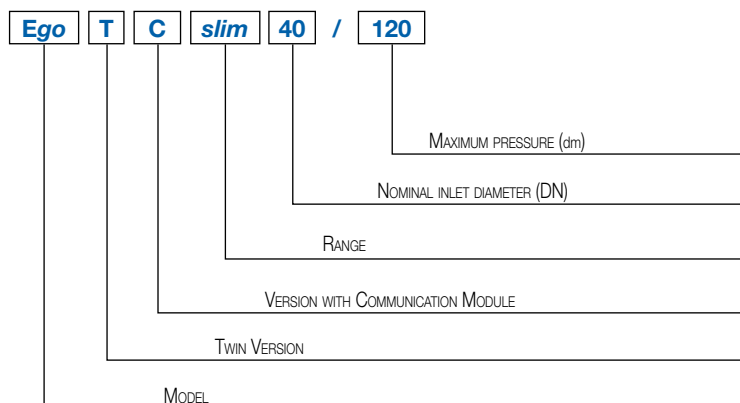 Ego T C slim 40 / 120
Maximum pressure (dm)
Nominal inlet diameter (DN)
Range
Version with Communication Module
Twin Version
Model